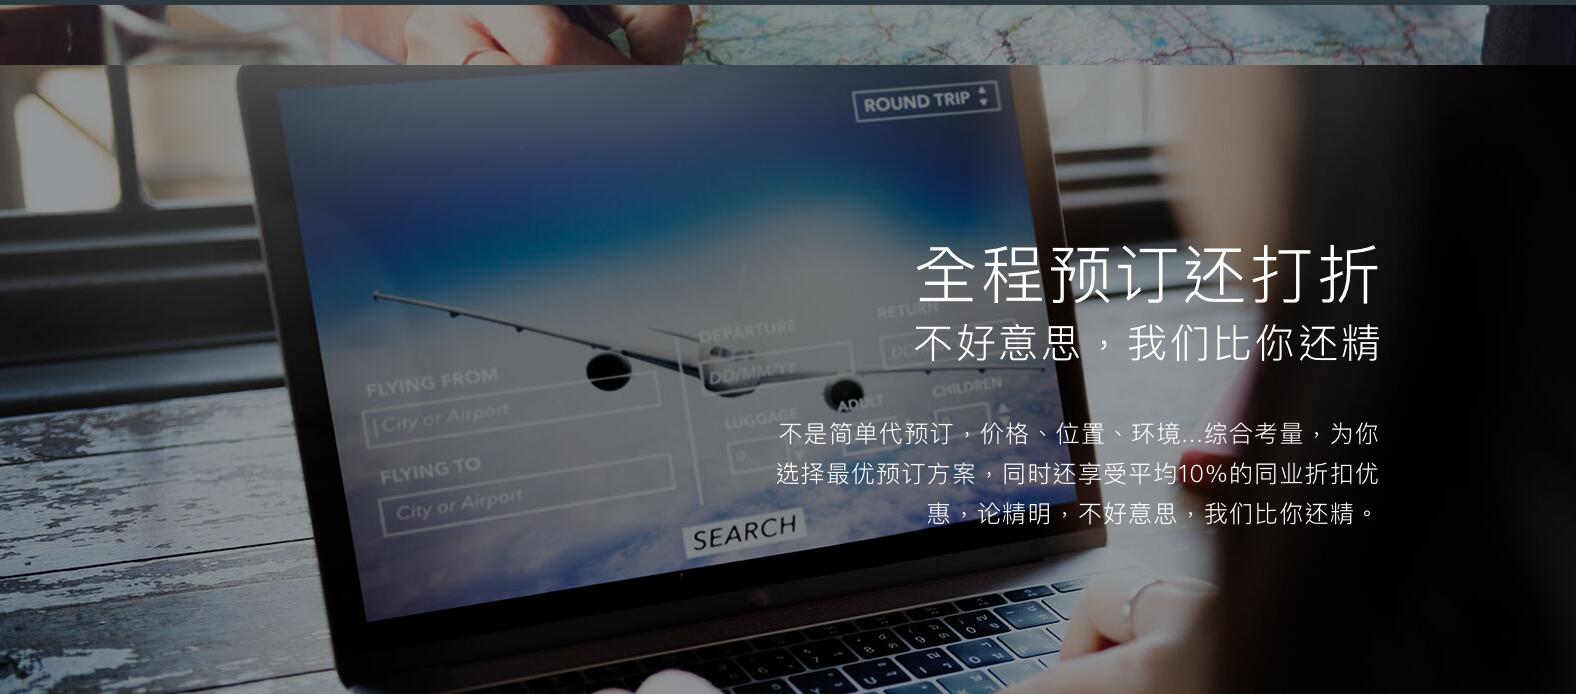 ROUND TRIP
全程预订还打折
不好意思，我们比你还精
RETURN
DEPARTURE
DD/MM/YY
FLYING FROM
City or Airport
CHILDREN
ADULT
LUGGAGE
0
不是简单代预订，价格、位置、环境...综合考量，为你
选择最优预订方案，同时还享受平均10%的同业折扣优
惠，论精明，不好意思，我们比你还精。
FLYING TO
City or Airport
SEARCH